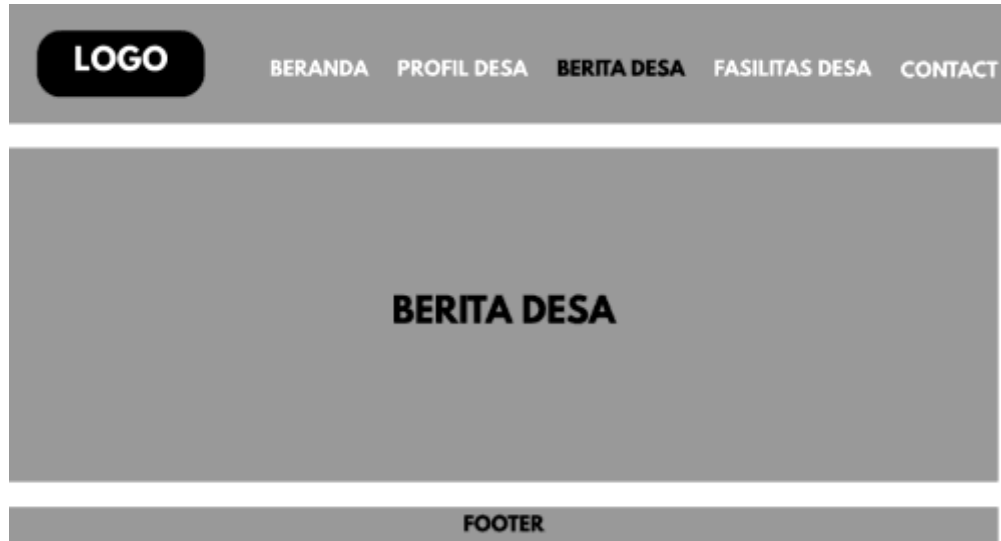 LOGO
BERANDA PROFIL DESA BERITA DESA FASILITAS DESA CONTACT
BERITA DESA
FOOTER